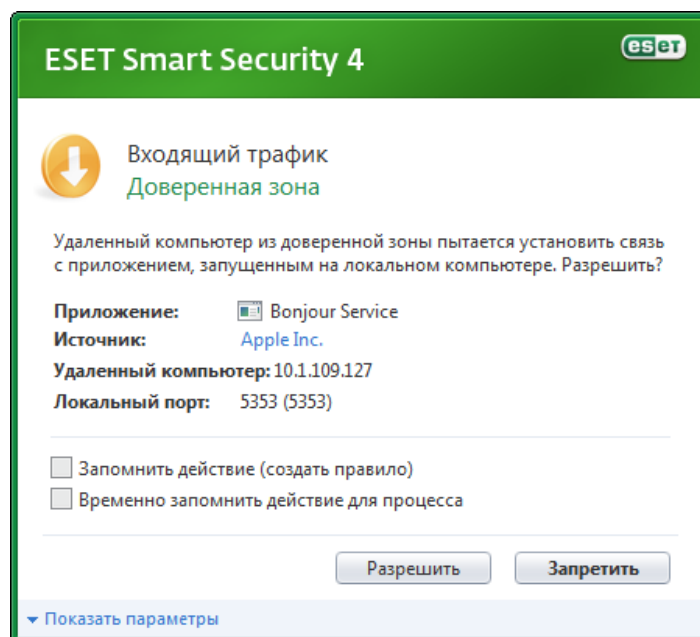 ESET Smart Security 4
eset
Входящий трафик
Доверенная зона
Удаленный компьютер из доверенной зоны пытается установить связь
с приложением, запущенным на локальном компьютере. Разрешить?
Приложение: Bonjour Service
Источник: Apple Inc.
Удаленный компьютер: 10.1.109.127
Локальный порт: 5353 (5353)
Запомнить действие (создать правило)
Временно запомнить действие для процесса
Разрешить Запретить
Показать параметры